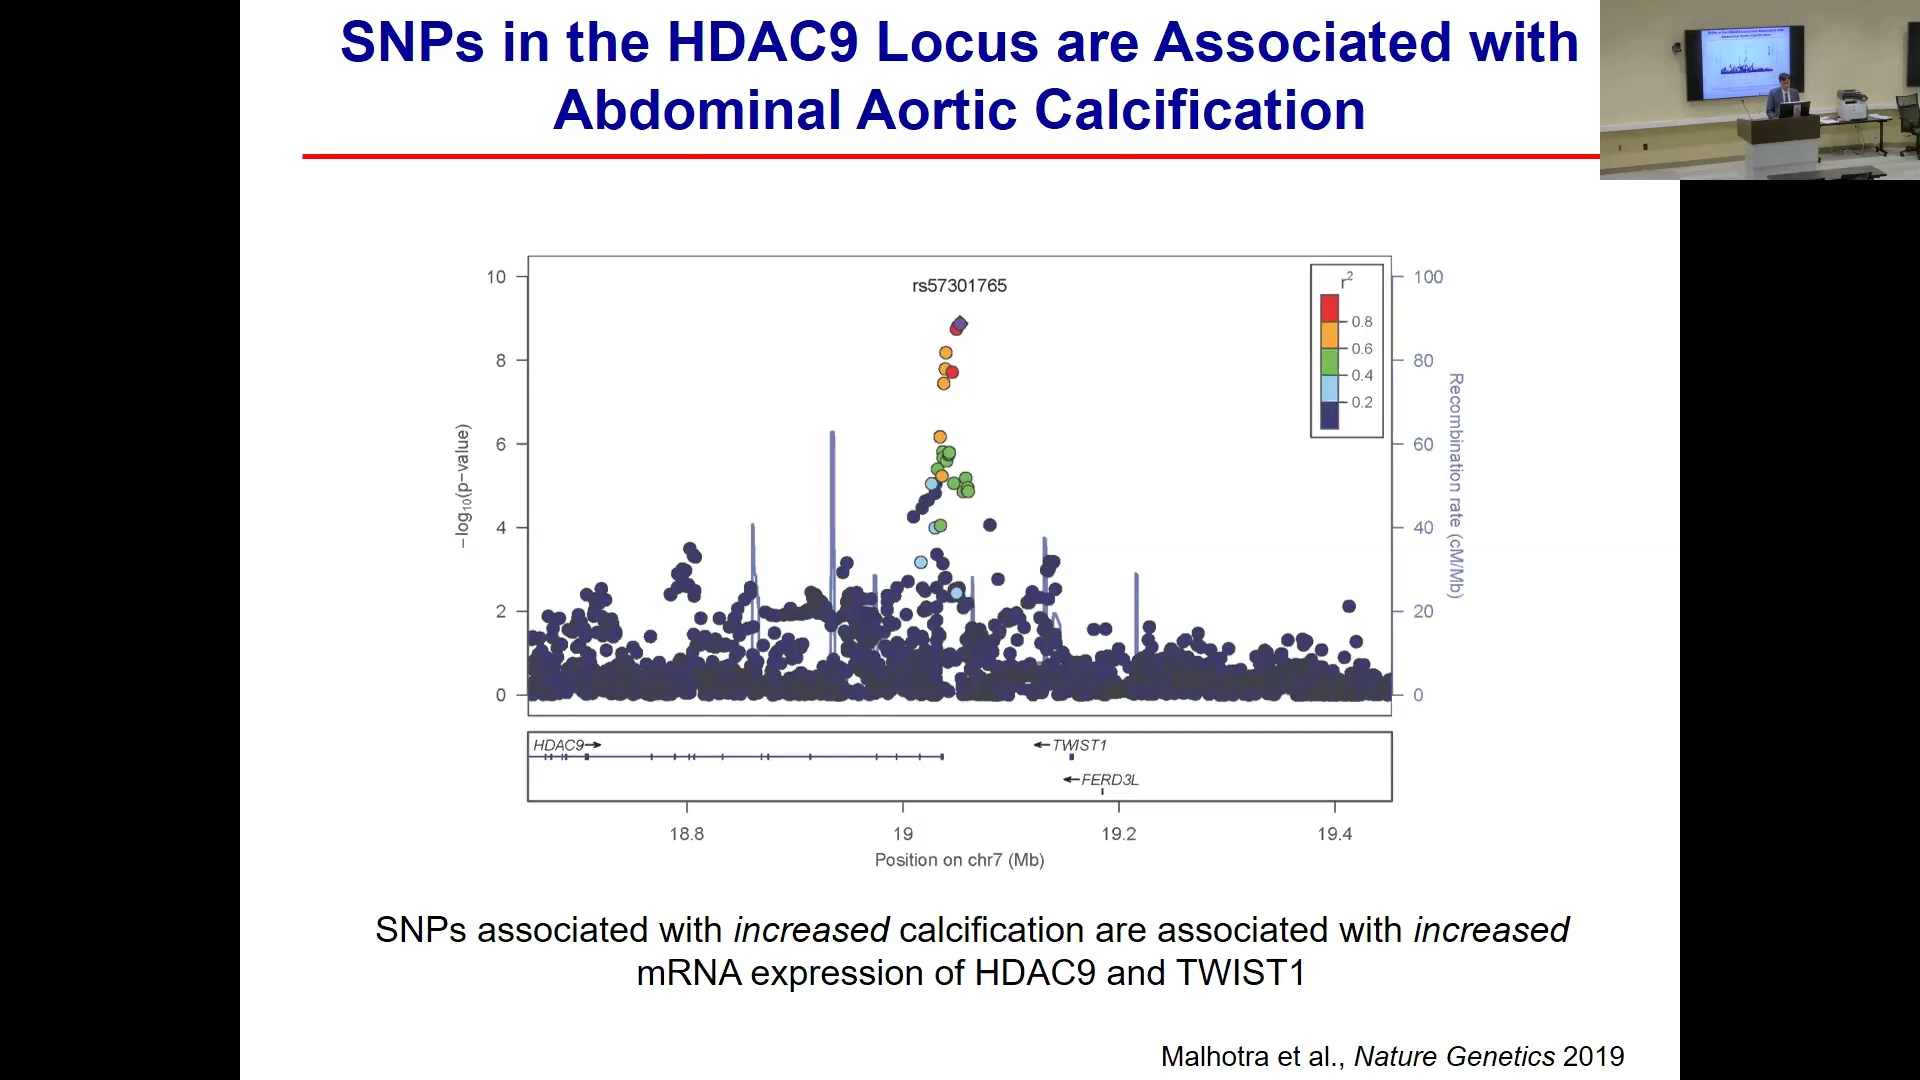 SNPs in the HDAC9 Locus are Associated with
Abdominal Aortic Calcification
rs57301765
r2
0.8
0.6
0.4
0.2
10
8
6
4
2
0
−log10(p−value)
100
80
60
40
20
0
Recombination rate (cM/Mb)
HDAC9
TWIST1
FERD3L
18.8
19
19.2
19.4
Position on chr7 (Mb)
SNPs associated with increased calcification are associated with increased
mRNA expression of HDAC9 and TWIST1
Malhotra et al., Nature Genetics 2019